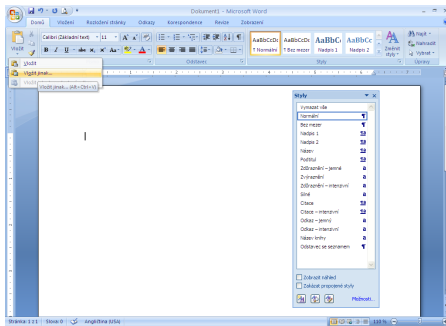 Dokument1 - Microsoft Word
Domů Vložení Rozložení stránky Odkazy Korespondence Revize Zobrazení
Vložit
Calibri (Základní text) 11
AaBbCcDc AaBbCcDc AaBbC AaBbCc
¶ Normální ¶ Bez mezer Nadpis 1 Nadpis 2
Změnit styly
Najít
Nahradit
Vybrat
Odstavec Styly Úpravy
Vložit
Vložit jinak...
Vložit jinak... (Alt+Ctrl+V)
Styly
Vymazat vše
Normální
Bez mezer
Nadpis 1
Nadpis 2
Název
Podtitul
Zdůraznění – jemné
Zvýraznění
Zdůraznění – intenzivní
Silné
Citace
Citace – intenzivní
Odkaz – jemný
Odkaz – intenzivní
Název knihy
Odstavec se seznamem
Zobrazit náhled
Zakázat propojené styly
Možnosti...
Stránka: 1 z 1 Slova: 0 Angličtina (USA) 110 %